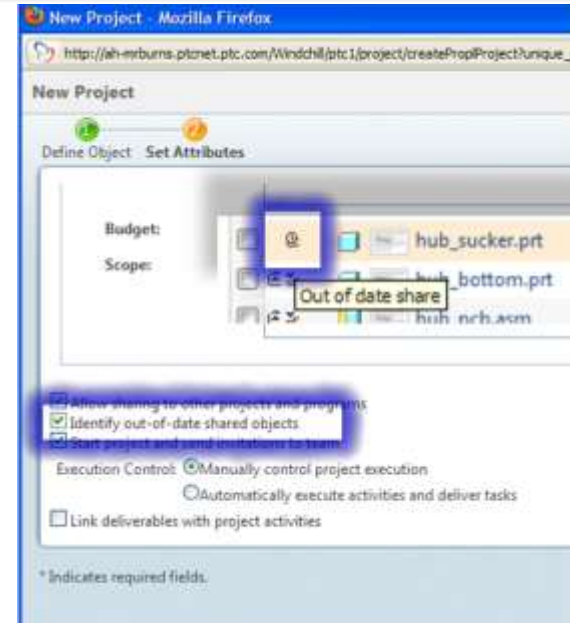 New Project - Mozilla Firefox
http://ah-mrburns.ptcnet.ptc.com/Windchill/ptc1/project/createProplProject?unique_
New Project
Define Object Set Attributes
Budget:
hub_sucker.prt
Scope:
hub_bottom.prt
Out of date share
hub_pcb.asm
Allow sharing to other projects and programs
Identify out-of-date shared objects
Start project and send invitations to team
Execution Control: Manually control project execution
Automatically execute activities and deliver tasks
Link deliverables with project activities
* Indicates required fields.